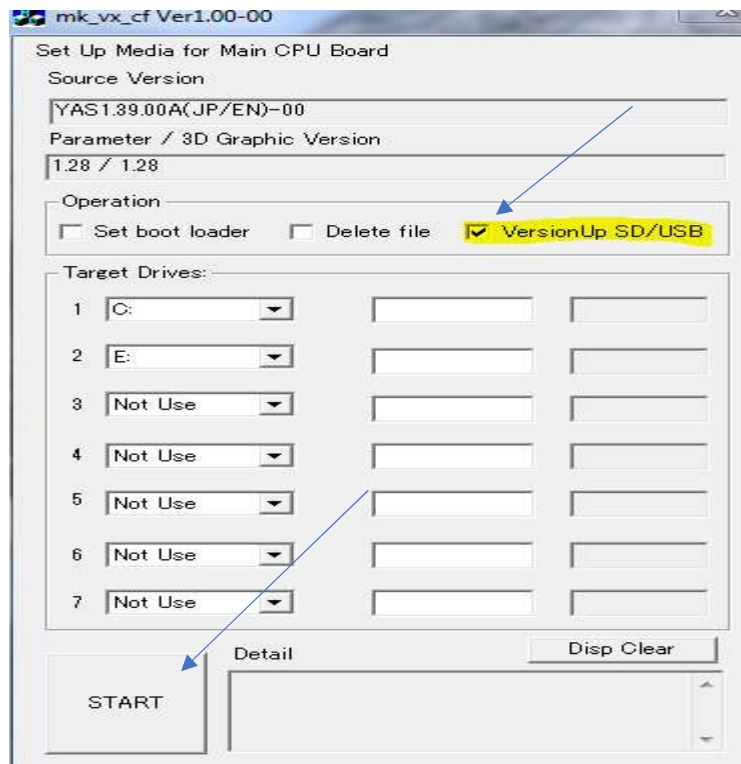 mk_vx_cf Ver1.00-00
Set Up Media for Main CPU Board
Source Version
YAS1.39.00A(JP/EN)-00
Parameter / 3D Graphic Version
1.28 / 1.28
Operation
Set boot loader Delete file VersionUp SD/USB
Target Drives:
1 C:
2 E:
3 Not Use
4 Not Use
5 Not Use
6 Not Use
7 Not Use
Detail Disp Clear
START